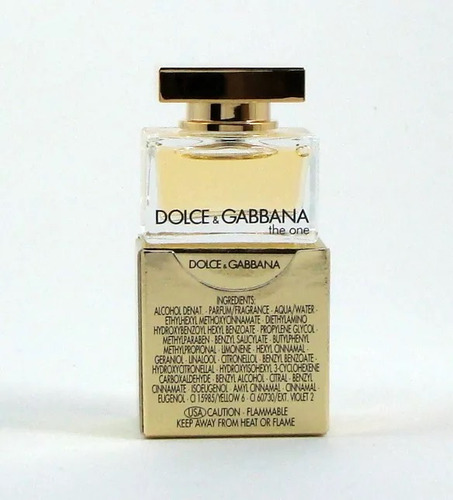 DOLCE & GABBANA
the one
DOLCE & GABBANA
INGREDIENTS:
ALCOHOL DENAT. · PARFUM/FRAGRANCE · AQUA/WATER ·
ETHYLHEXYL METHOXYCINNAMATE · DIETHYLAMINO
HYDROXYBENZOYL HEXYL BENZOATE · PROPYLENE GLYCOL ·
METHYLPARABEN · BENZYL SALICYLATE · BUTYLPHENYL
METHYLPROPIONAL · LIMONENE · HEXYL CINNAMAL ·
GERANIOL · LINALOOL · CITRONELLOL · BENZYL BENZOATE ·
HYDROXYCITRONELLAL · HYDROXYISOHEXYL 3-CYCLOHEXENE
CARBOXALDEHYDE · BENZYL ALCOHOL · CITRAL · BENZYL
CINNAMATE · ISOEUGENOL · AMYL CINNAMAL · CINNAMAL ·
EUGENOL · CI 15985/YELLOW 6 · CI 60730/EXT. VIOLET 2
USA CAUTION · FLAMMABLE
KEEP AWAY FROM HEAT OR FLAME